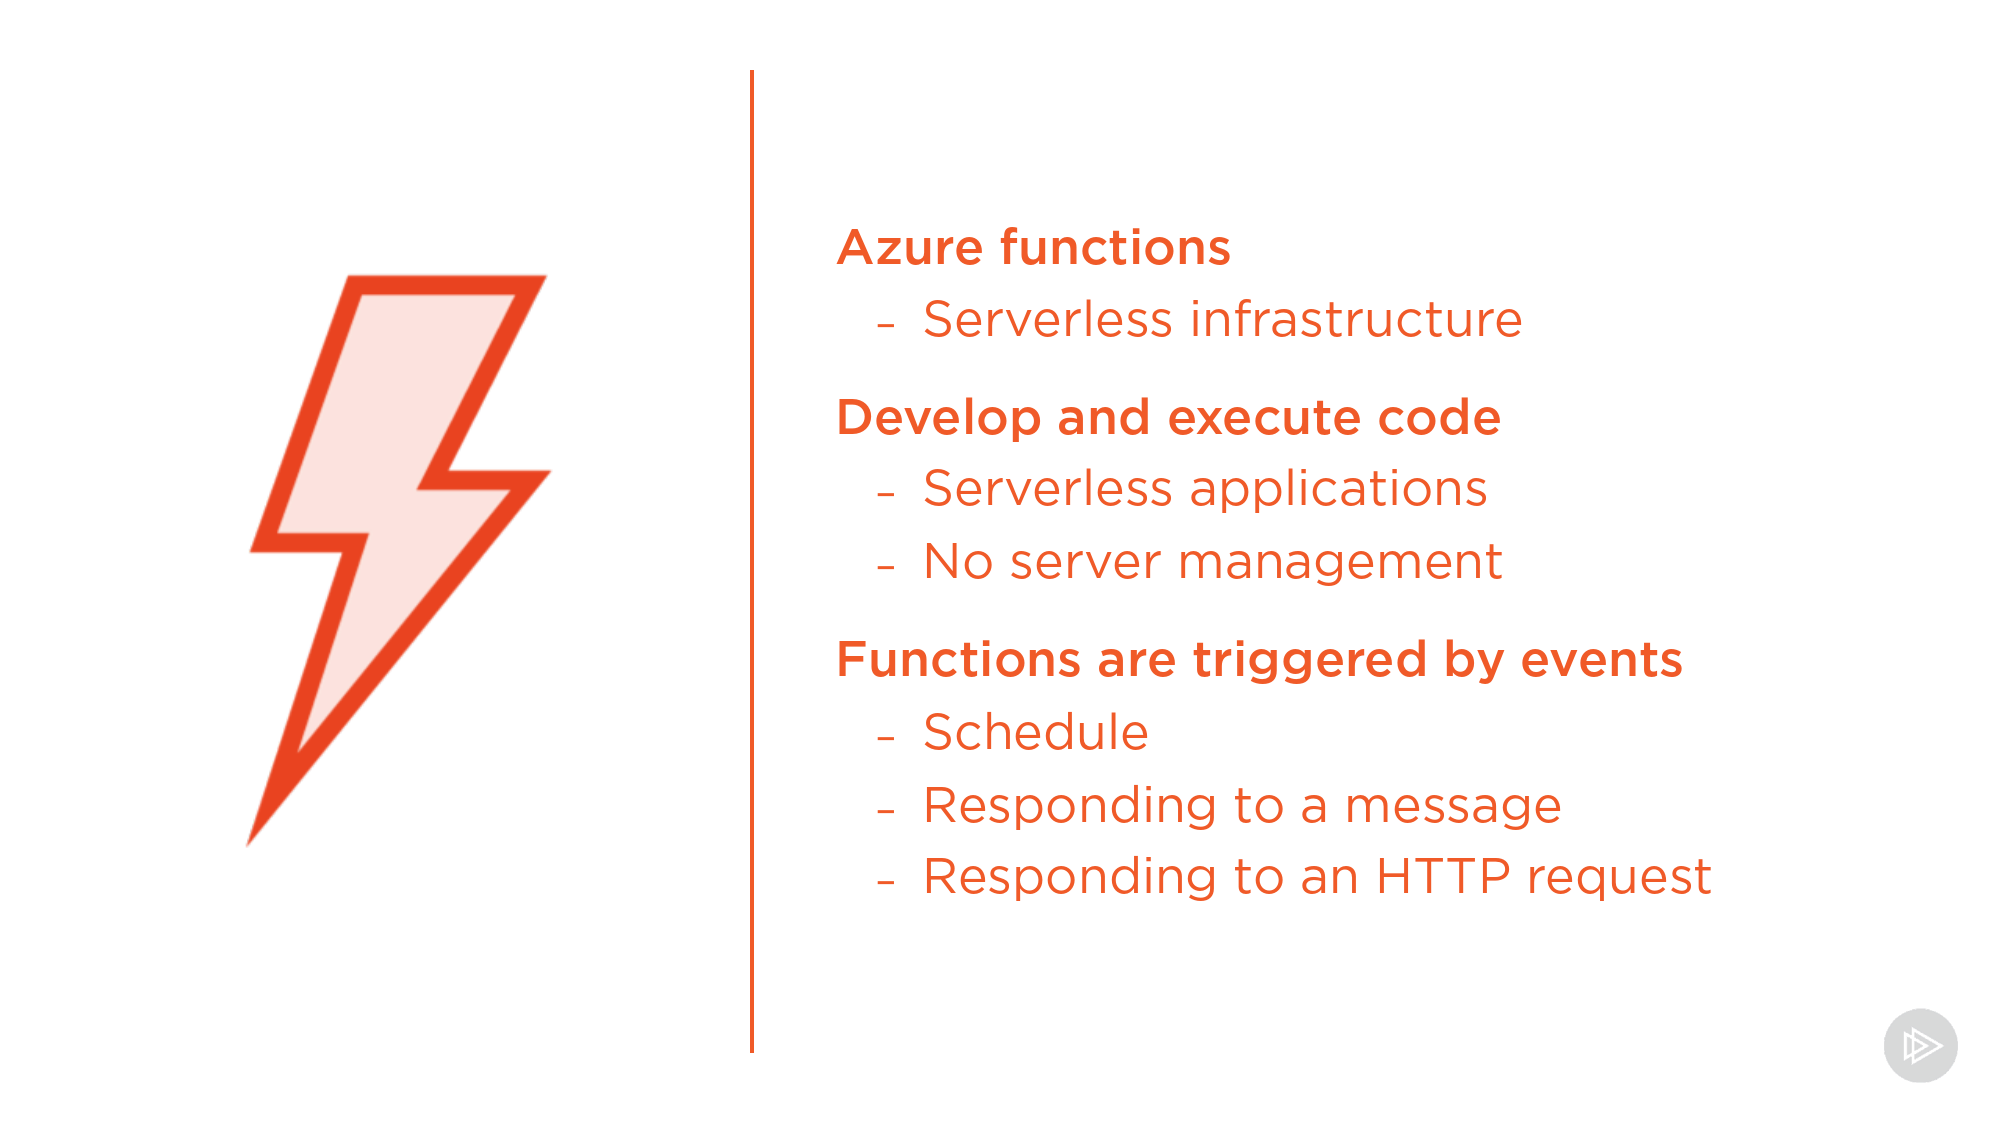 Azure functions
– Serverless infrastructure
Develop and execute code
– Serverless applications
– No server management
Functions are triggered by events
– Schedule
– Responding to a message
– Responding to an HTTP request